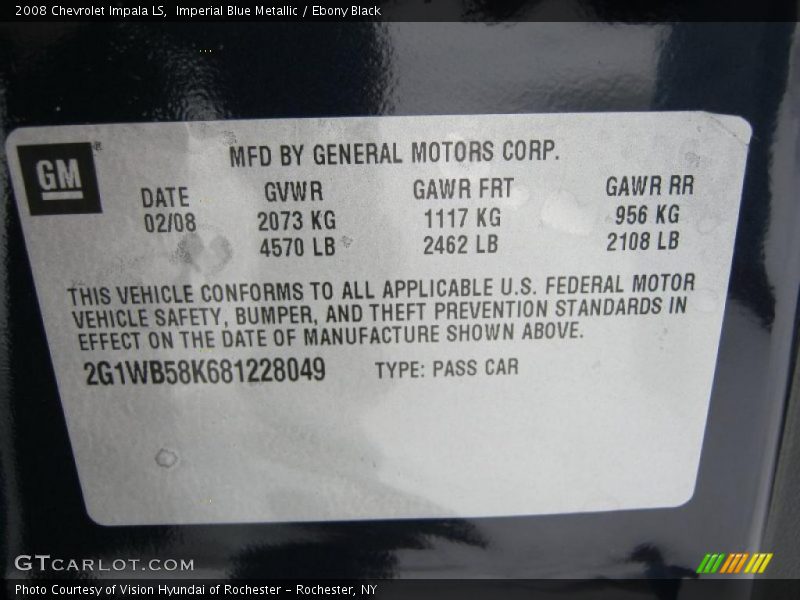 2008 Chevrolet Impala LS,  Imperial Blue Metallic / Ebony Black
GM
MFD BY GENERAL MOTORS CORP.
DATE GVWR GAWR FRT GAWR RR
02/08 2073 KG 1117 KG 956 KG
4570 LB 2462 LB 2108 LB
THIS VEHICLE CONFORMS TO ALL APPLICABLE U.S. FEDERAL MOTOR
VEHICLE SAFETY, BUMPER, AND THEFT PREVENTION STANDARDS IN
EFFECT ON THE DATE OF MANUFACTURE SHOWN ABOVE.
2G1WB58K681228049 TYPE: PASS CAR
GTCARLOT.COM
Photo Courtesy of Vision Hyundai of Rochester – Rochester, NY